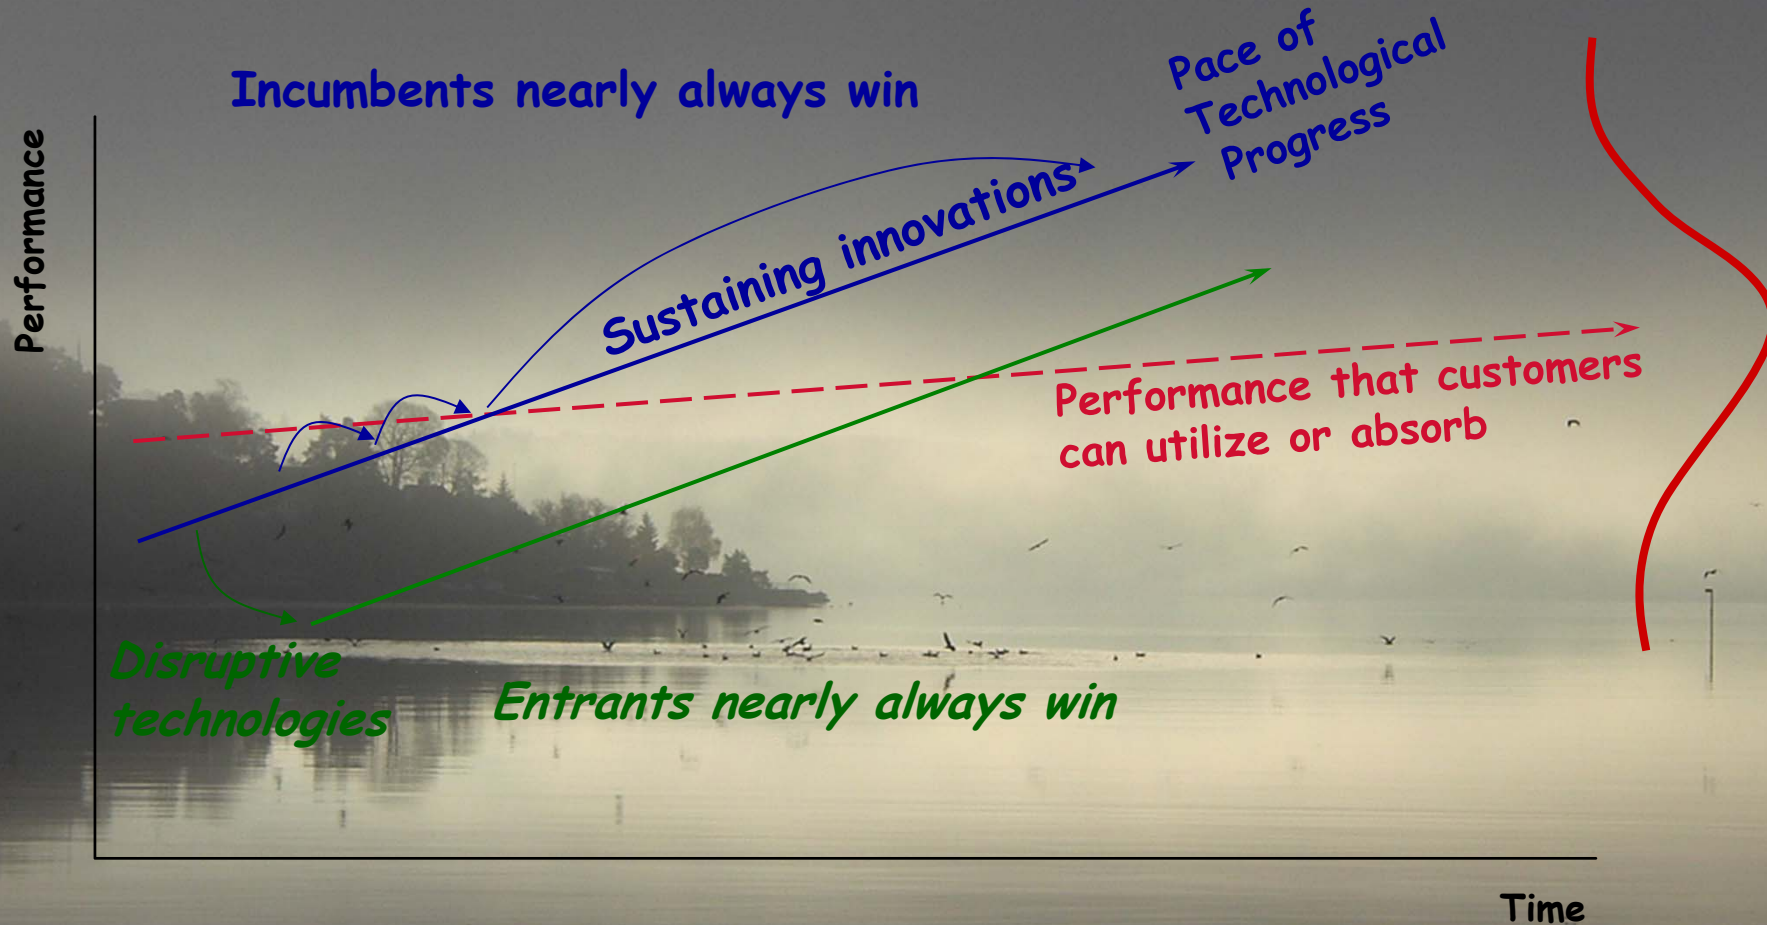 Incumbents nearly always win
Pace of
Technological
Progress
Performance
Sustaining innovations
Performance that customers
can utilize or absorb
Disruptive
technologies
Entrants nearly always win
Time